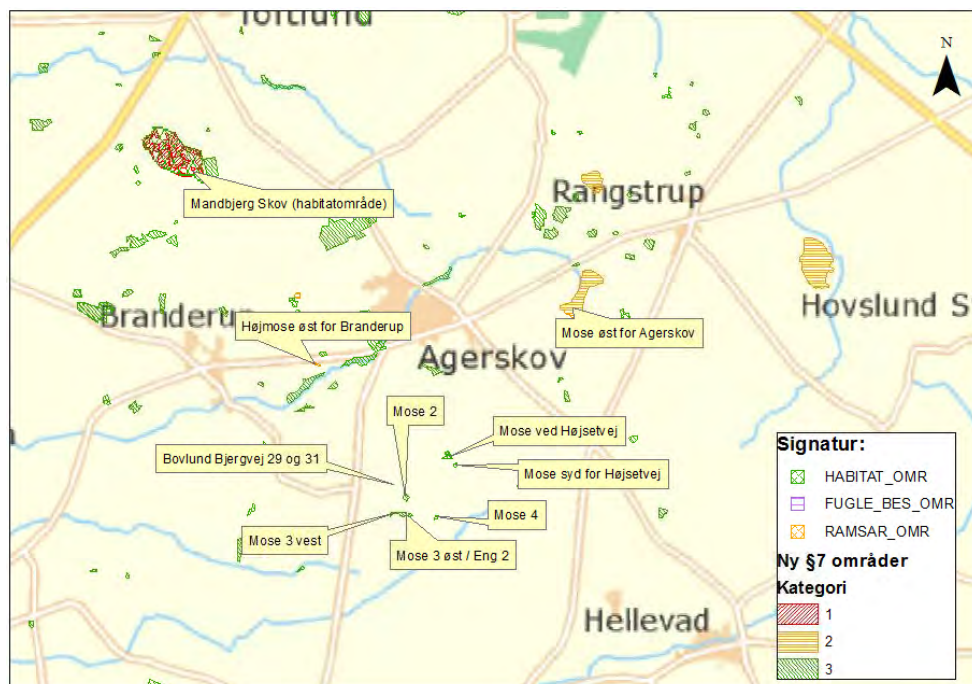 Toftlund
N
Mandbjerg Skov (habitatområde)
Rangstrup
Branderup
Højmose øst for Branderup
Mose øst for Agerskov
Hovslund S
Agerskov
Mose 2
Mose ved Højsetvej
Bovlund Bjergvej 29 og 31
Mose syd for Højsetvej
Mose 3 vest
Mose 4
Mose 3 øst / Eng 2
Hellevad
Signatur:
HABITAT_OMR
FUGLE_BES_OMR
RAMSAR_OMR
Ny §7 områder
Kategori
1
2
3